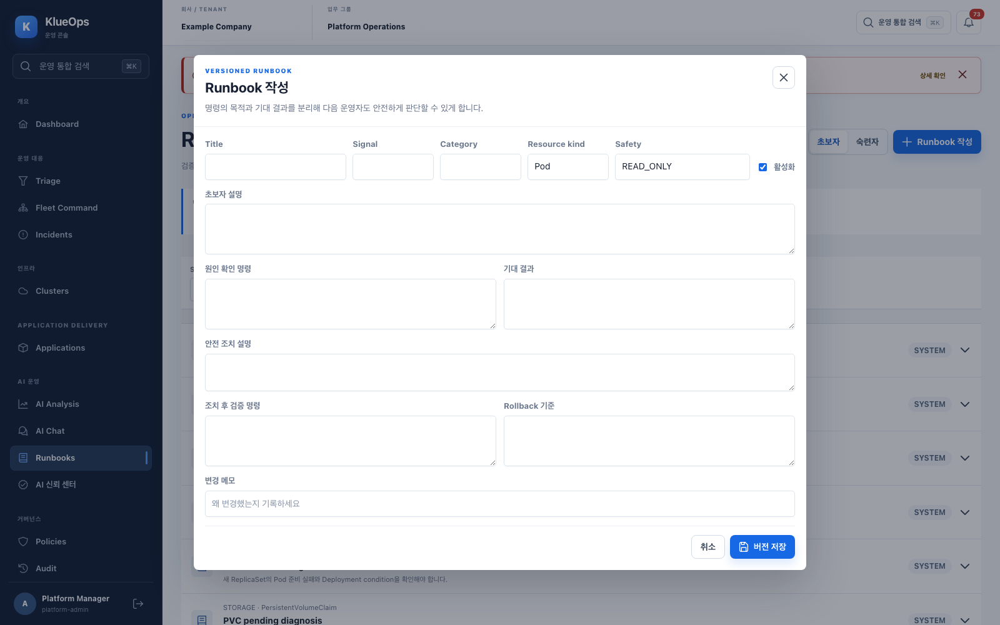 K
KlueOps
운영 콘솔
운영 통합 검색
⌘K
개요
Dashboard
운영 대응
Triage
Fleet Command
Incidents
인프라
Clusters
APPLICATION DELIVERY
Applications
AI 운영
AI Analysis
AI Chat
Runbooks
AI 신뢰 센터
거버넌스
Policies
Audit
A
Platform Manager
platform-admin
회사 / TENANT
Example Company
업무 그룹
Platform Operations
운영 통합 검색
⌘K
73
상세 확인
초보자
숙련자
Runbook 작성
VERSIONED RUNBOOK
Runbook 작성
명령의 목적과 기대 결과를 분리해 다음 운영자도 안전하게 판단할 수 있게 합니다.
Title
Signal
Category
Resource kind
Safety
Pod
READ_ONLY
활성화
초보자 설명
원인 확인 명령
기대 결과
안전 조치 설명
조치 후 검증 명령
Rollback 기준
변경 메모
왜 변경했는지 기록하세요
취소
버전 저장
SYSTEM
SYSTEM
SYSTEM
SYSTEM
SYSTEM
새 ReplicaSet의 Pod 준비 실패와 Deployment condition을 확인해야 합니다.
STORAGE · PersistentVolumeClaim
PVC pending diagnosis
SYSTEM